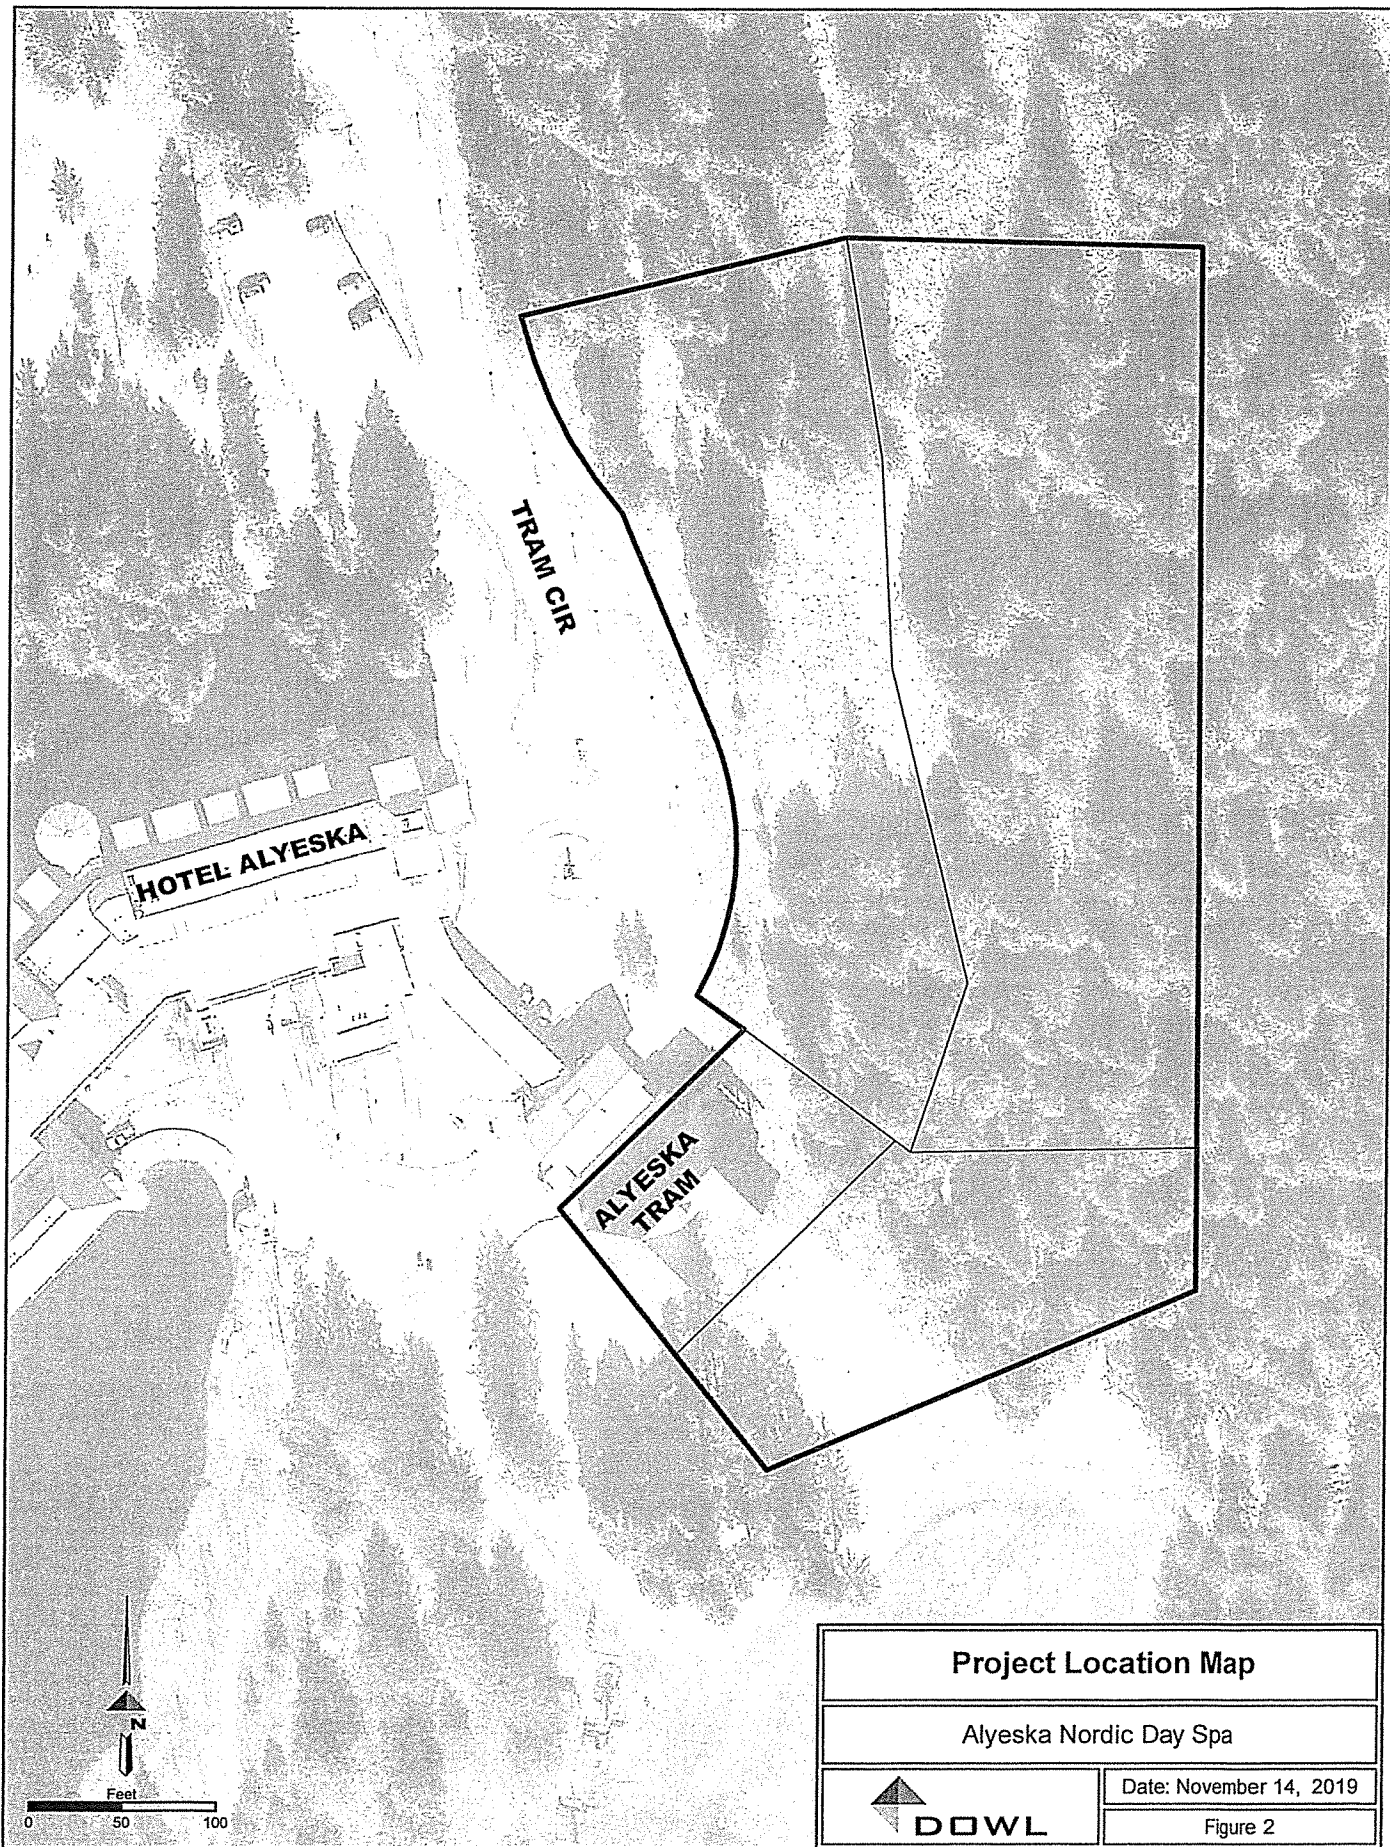 TRAM CIR
HOTEL ALYESKA
ALYESKA
TRAM
N
Feet
0 50 100
Project Location Map
Alyeska Nordic Day Spa
DOWL
Date: November 14, 2019
Figure 2